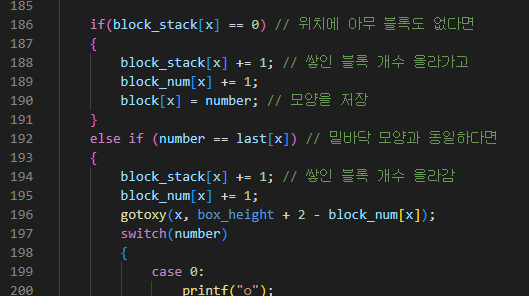 185
186 if(block_stack[x] == 0) // 위치에 아무 블록도 없다면
187 {
188 block_stack[x] += 1; // 쌓인 블록 개수 올라가고
189 block_num[x] += 1;
190 block[x] = number; // 모양을 저장
191 }
192 else if (number == last[x]) // 밑바닥 모양과 동일하다면
193 {
194 block_stack[x] += 1; // 쌓인 블록 개수 올라감
195 block_num[x] += 1;
196 gotoxy(x, box_height + 2 - block_num[x]);
197 switch(number)
198 {
199 case 0:
200 printf("o");